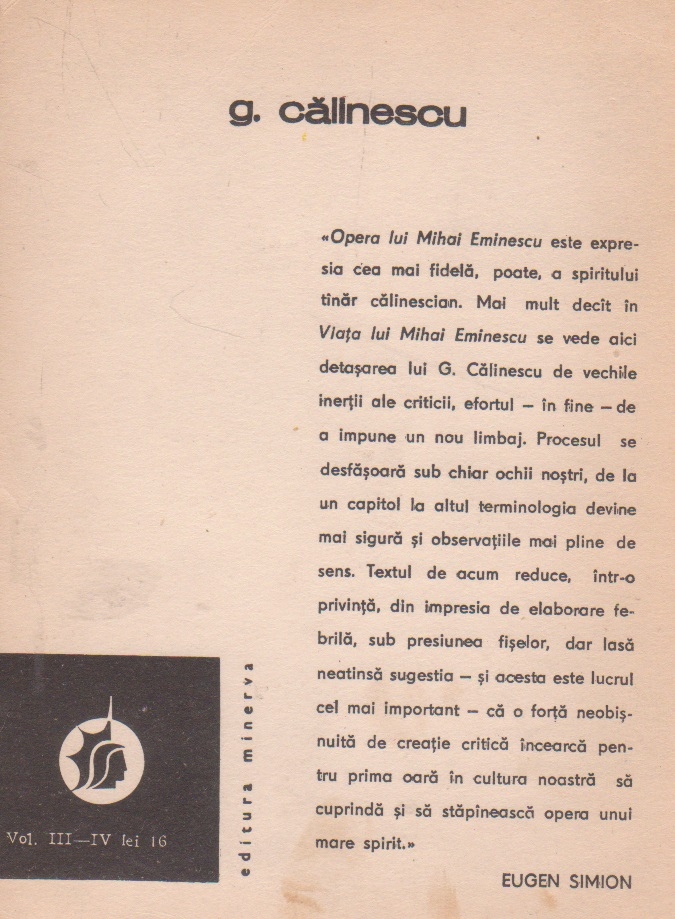 g. călinescu
«Opera lui Mihai Eminescu este expre-
sia cea mai fidelă, poate, a spiritului
tînăr călinescian. Mai mult decît în
Viața lui Mihai Eminescu se vede aici
detașarea lui G. Călinescu de vechile
inerții ale criticii, efortul – în fine – de
a impune un nou limbaj. Procesul se
desfășoară sub chiar ochii noștri, de la
un capitol la altul terminologia devine
mai sigură și observațiile mai pline de
sens. Textul de acum reduce, într-o
privință, din impresia de elaborare fe-
brilă, sub presiunea fișelor, dar lasă
neatinsă sugestia – și acesta este lucrul
cel mai important – că o forță neobiș-
nuită de creație critică încearcă pen-
tru prima oară în cultura noastră să
cuprindă și să stăpînească opera unui
mare spirit.»
EUGEN SIMION
editura minerva
Vol. III—IV lei 16